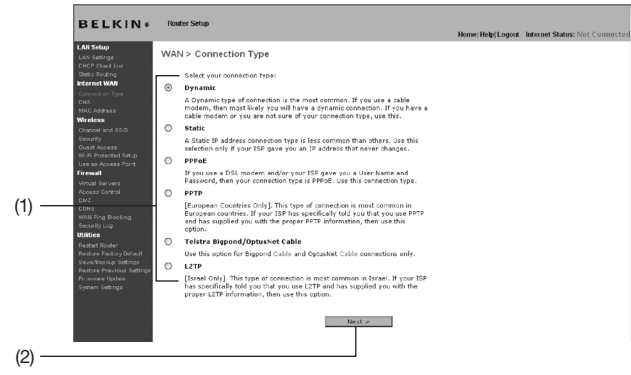 BELKIN
Router Setup
Home| Help| Logout Internet Status: Not Connected
LAN Setup
LAN Settings
DHCP Client List
Static Routing
Internet WAN
Connection Type
DNS
MAC Address
Wireless
Channel and SSID
Security
Guest Access
Wi-Fi Protected Setup
Use as Access Point
Firewall
Virtual Servers
Access Control
DMZ
DDNS
WAN Ping Blocking
Security Log
Utilities
Restart Router
Restore Factory Default
Save/Backup Settings
Restore Previous Settings
Firmware Update
System Settings
WAN > Connection Type
Select your connection type:
Dynamic
A Dynamic type of connection is the most common. If you use a cable
modem, then most likely you will have a dynamic connection. If you have a
cable modem or you are not sure of your connection type, use this.
Static
A Static IP address connection type is less common than others. Use this
selection only if your ISP gave you an IP address that never changes.
PPPoE
If you use a DSL modem and/or your ISP gave you a User Name and
Password, then your connection type is PPPoE. Use this connection type.
PPTP
[European Countries Only]. This type of connection is most common in
European countries. If your ISP has specifically told you that you use PPTP
and has supplied you with the proper PPTP information, then use this
option.
Telstra Bigpond/OptusNet Cable
Use this option for Bigpond Cable and OptusNet Cable connections only.
L2TP
[Israel Only]. This type of connection is most common in Israel. If your ISP
has specifically told you that you use L2TP and has supplied you with the
proper L2TP information, then use this option.
Next >
(1)
(2)